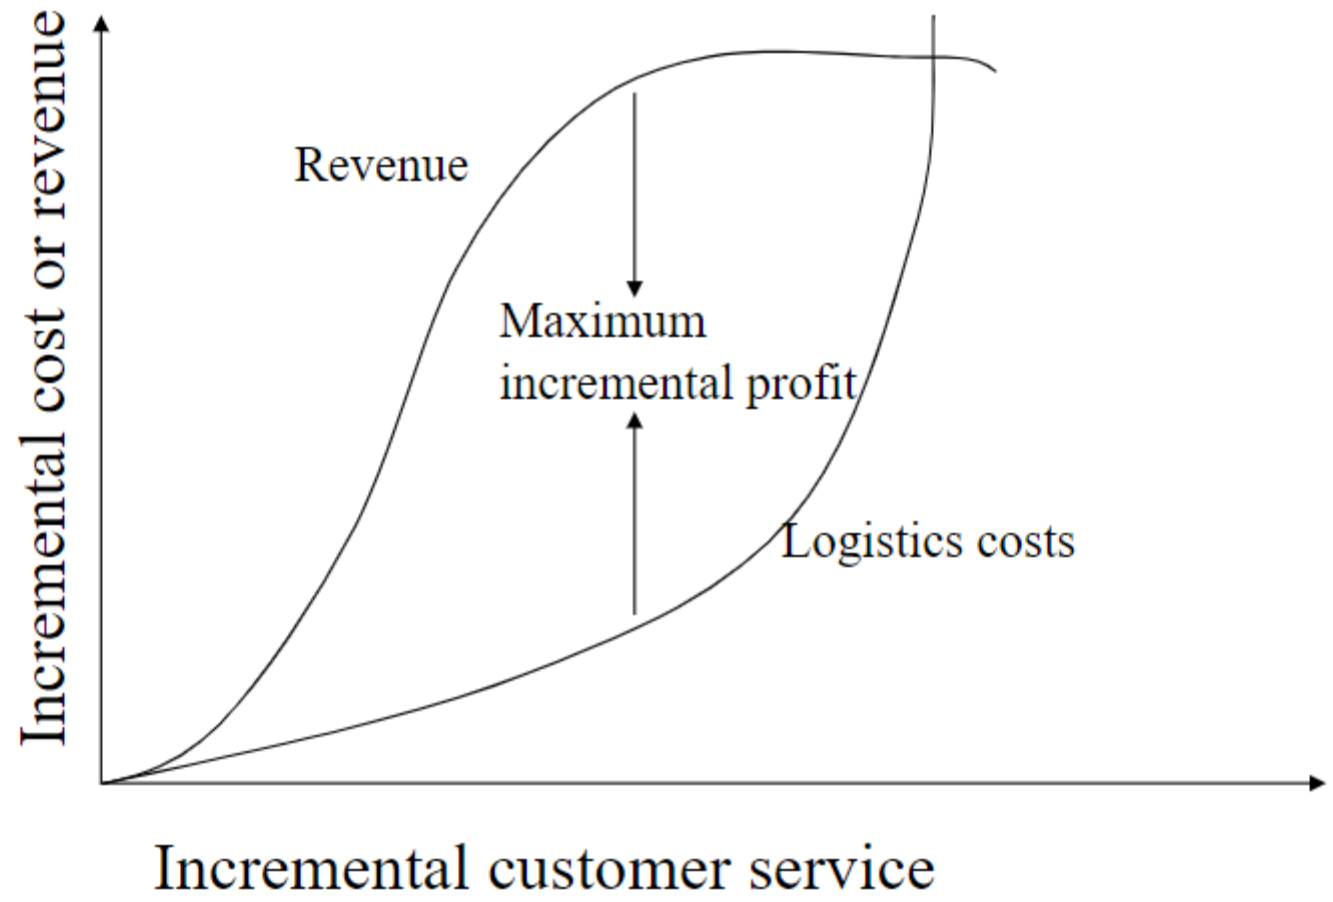 Incremental cost or revenue
Revenue
Maximum
incremental profit
Logistics costs
Incremental customer service